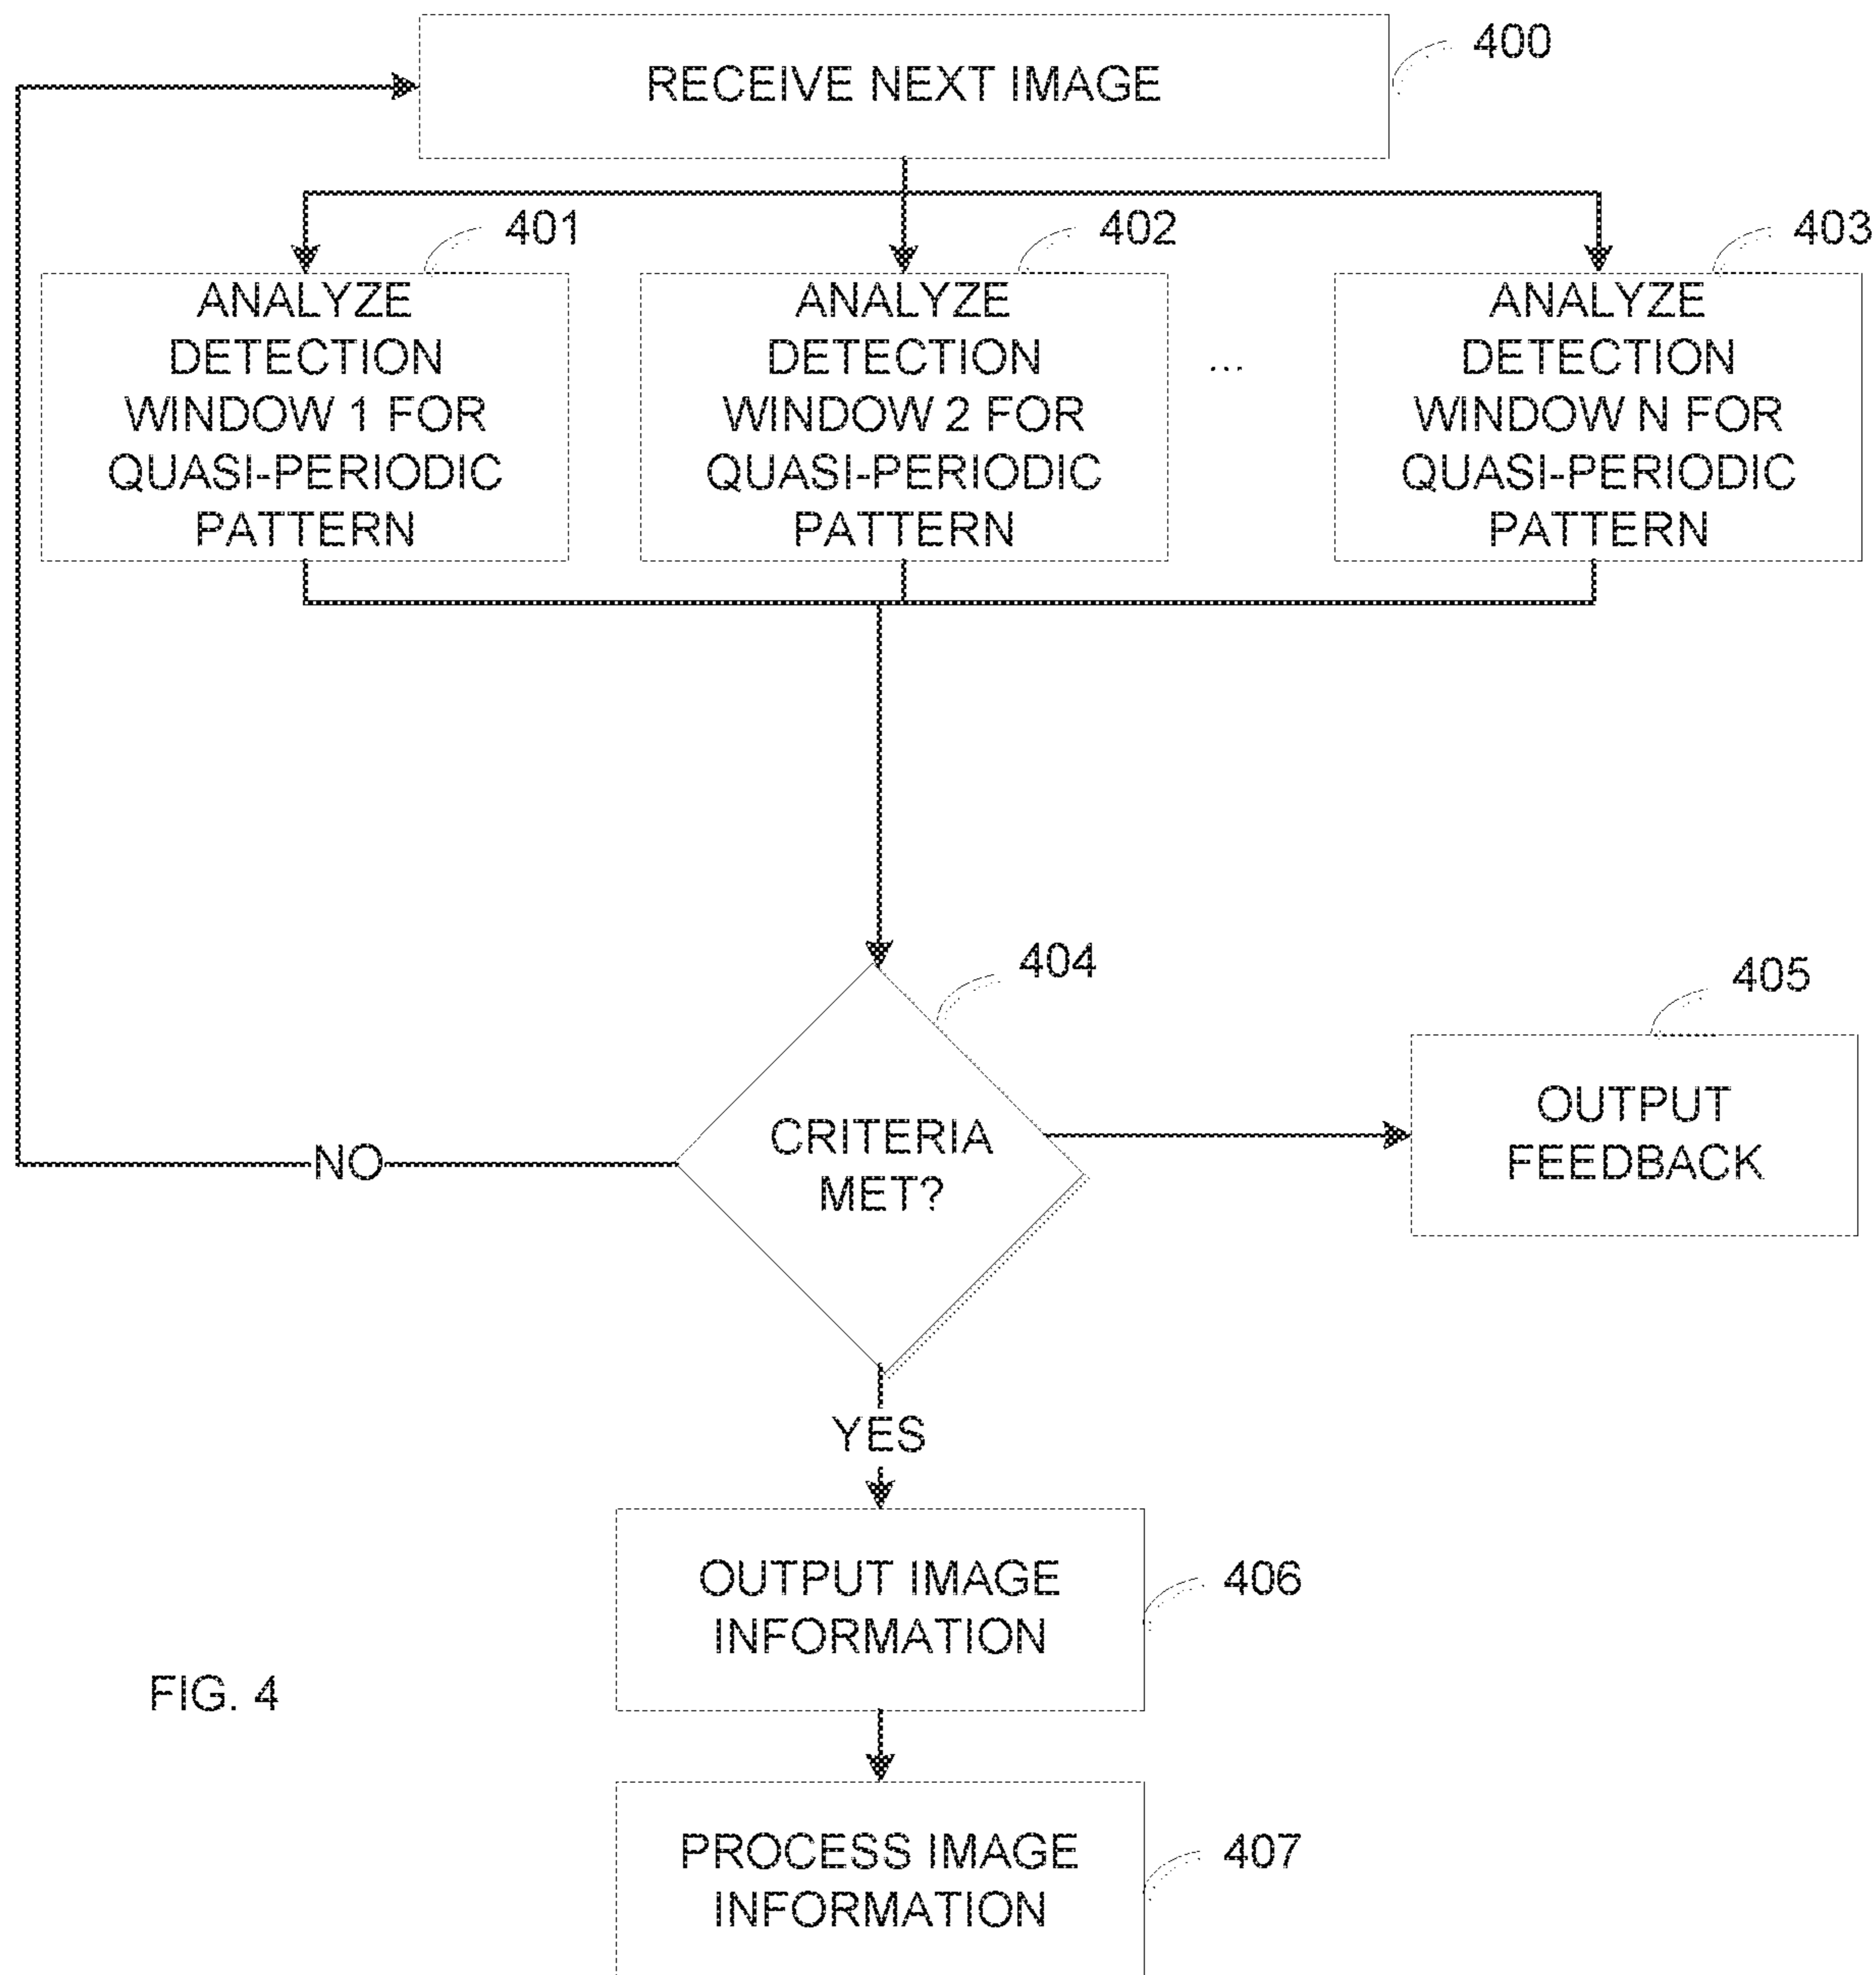 400
RECEIVE NEXT IMAGE
401
402
403
ANALYZE
DETECTION
WINDOW 1 FOR
QUASI-PERIODIC
PATTERN
ANALYZE
DETECTION
WINDOW 2 FOR
QUASI-PERIODIC
PATTERN
...
ANALYZE
DETECTION
WINDOW N FOR
QUASI-PERIODIC
PATTERN
404
405
CRITERIA
MET?
OUTPUT
FEEDBACK
NO
YES
OUTPUT IMAGE
INFORMATION
406
FIG. 4
PROCESS IMAGE
INFORMATION
407